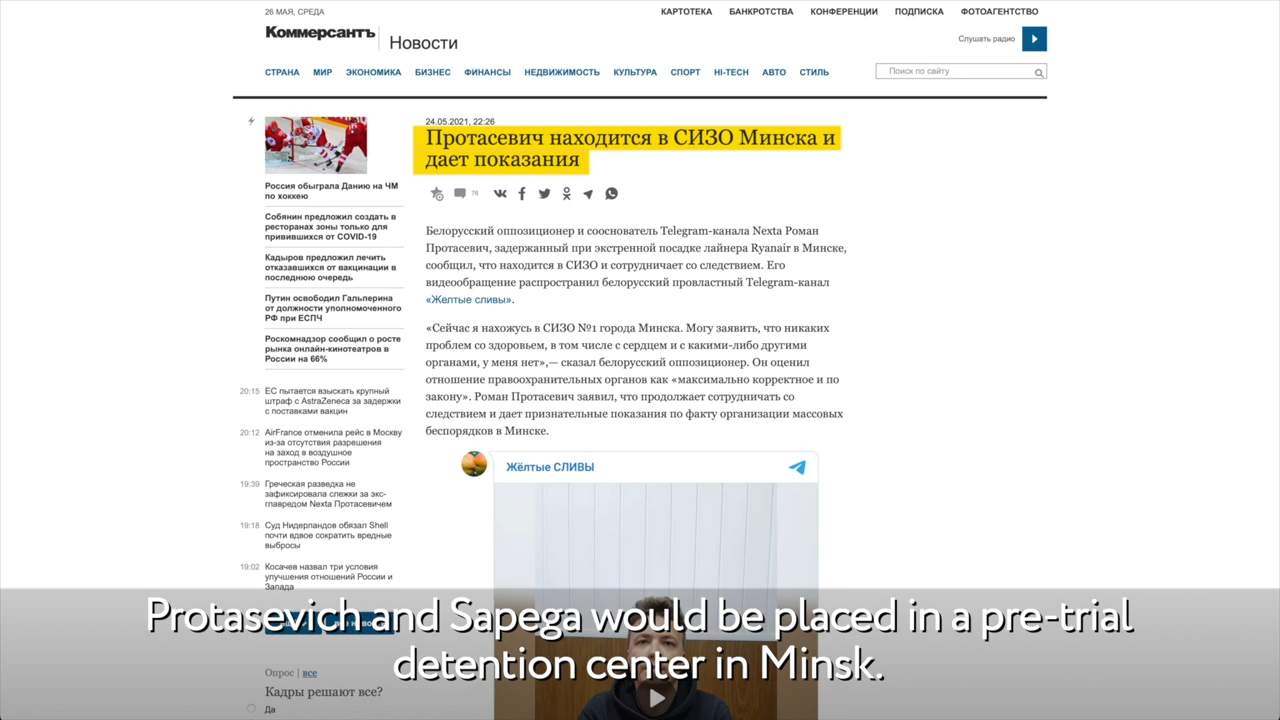 26 МАЯ, СРЕДА
КАРТОТЕКА БАНКРОТСТВА КОНФЕРЕНЦИИ ПОДПИСКА ФОТОАГЕНТСТВО
Коммерсантъ
Новости
Слушать радио
СТРАНА МИР ЭКОНОМИКА БИЗНЕС ФИНАНСЫ НЕДВИЖИМОСТЬ КУЛЬТУРА СПОРТ HI-TECH АВТО СТИЛЬ
Поиск по сайту
Россия обыграла Данию на ЧМ
по хоккею
Собянин предложил создать в
ресторанах зоны только для
привившихся от COVID-19
Кадыров предложил лечить
отказавшихся от вакцинации в
последнюю очередь
Путин освободил Гальперина
от должности уполномоченного
РФ при ЕСПЧ
Роскомнадзор сообщил о росте
рынка онлайн-кинотеатров в
России на 66%
20:15 ЕС пытается взыскать крупный
штраф с AstraZeneca за задержки
с поставками вакцин
20:12 AirFrance отменила рейс в Москву
из-за отсутствия разрешения
на заход в воздушное
пространство России
19:39 Греческая разведка не
зафиксировала слежки за экс-
главредом Nexta Протасевичем
19:18 Суд Нидерландов обязал Shell
почти вдвое сократить вредные
выбросы
19:02 Косачев назвал три условия
улучшения отношений России и
Запада
Опрос | все
Кадры решают все?
Да
24.05.2021, 22:26
Протасевич находится в СИЗО Минска и
дает показания
76
Белорусский оппозиционер и сооснователь Telegram-канала Nexta Роман
Протасевич, задержанный при экстренной посадке лайнера Ryanair в Минске,
сообщил, что находится в СИЗО и сотрудничает со следствием. Его
видеообращение распространил белорусский провластный Telegram-канал
«Желтые сливы».
«Сейчас я нахожусь в СИЗО №1 города Минска. Могу заявить, что никаких
проблем со здоровьем, в том числе с сердцем и с какими-либо другими
органами, у меня нет»,— сказал белорусский оппозиционер. Он оценил
отношение правоохранительных органов как «максимально корректное и по
закону». Роман Протасевич заявил, что продолжает сотрудничать со
следствием и дает признательные показания по факту организации массовых
беспорядков в Минске.
Жёлтые СЛИВЫ
Protasevich and Sapega would be placed in a pre-trial
detention center in Minsk.